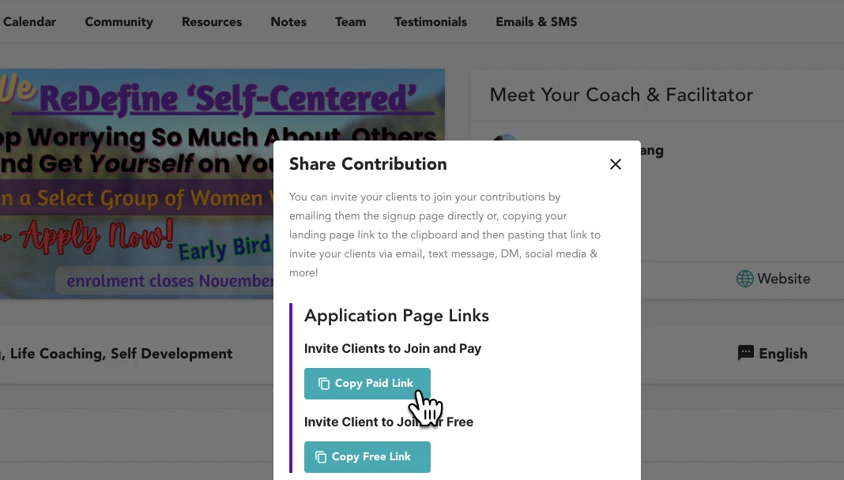 Calendar Community Resources Notes Team Testimonials Emails & SMS
ve
ReDefine 'Self-Centered'
op Worrying So Much About Others
nd Get Yourself on You
n a Select Group of Women
Apply Now!
Early Bird
enrolment closes November
Meet Your Coach & Facilitator
ang
Website
, Life Coaching, Self Development
English
Share Contribution
You can invite your clients to join your contributions by
emailing them the signup page directly or, copying your
landing page link to the clipboard and then pasting that link to
invite your clients via email, text message, DM, social media &
more!
Application Page Links
Invite Clients to Join and Pay
Copy Paid Link
Invite Client to Join Free
Copy Free Link